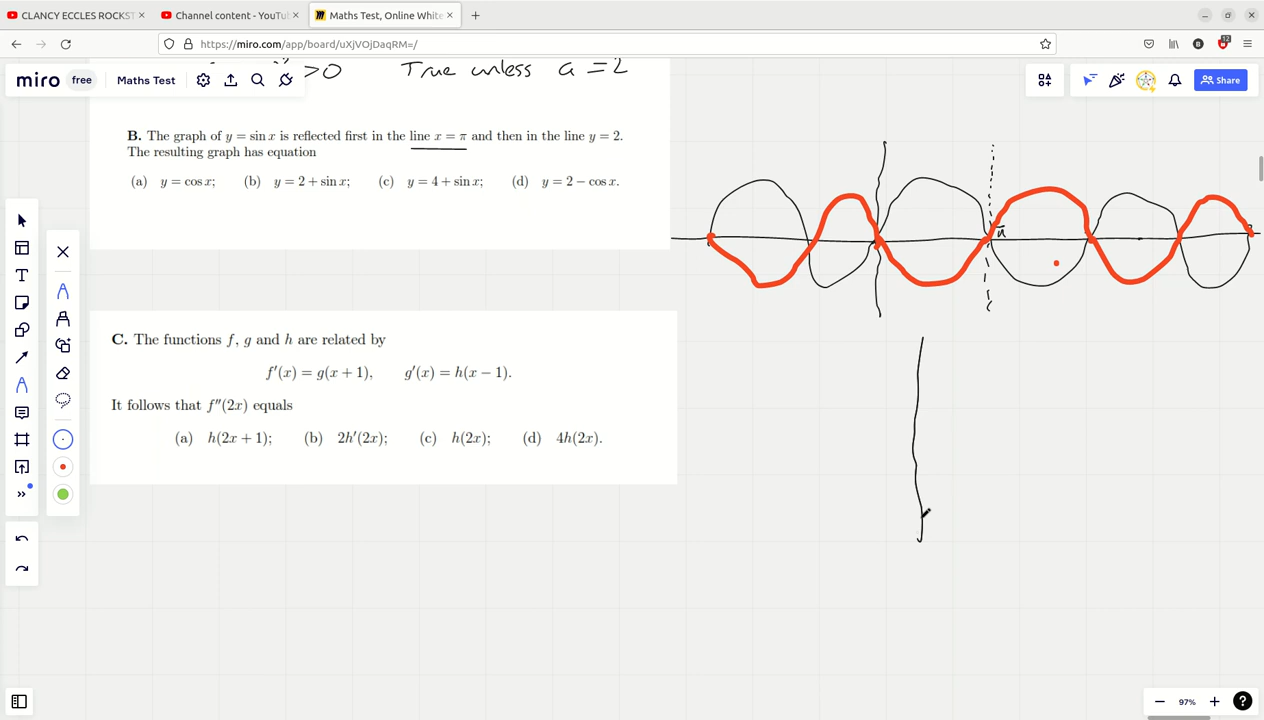 CLANCY ECCLES ROCKST
Channel content - YouTub
Maths Test, Online White
https://miro.com/app/board/uXjVOjDaqRM=/
12
miro free Maths Test
Share
>0 True unless a = 2
B. The graph of y = sin x is reflected first in the line x = π and then in the line y = 2.
The resulting graph has equation
(a) y = cos x; (b) y = 2 + sin x; (c) y = 4 + sin x; (d) y = 2 − cos x.
C. The functions f, g and h are related by
f′(x) = g(x + 1), g′(x) = h(x − 1).
It follows that f″(2x) equals
(a) h(2x + 1); (b) 2h′(2x); (c) h(2x); (d) 4h(2x).
97%